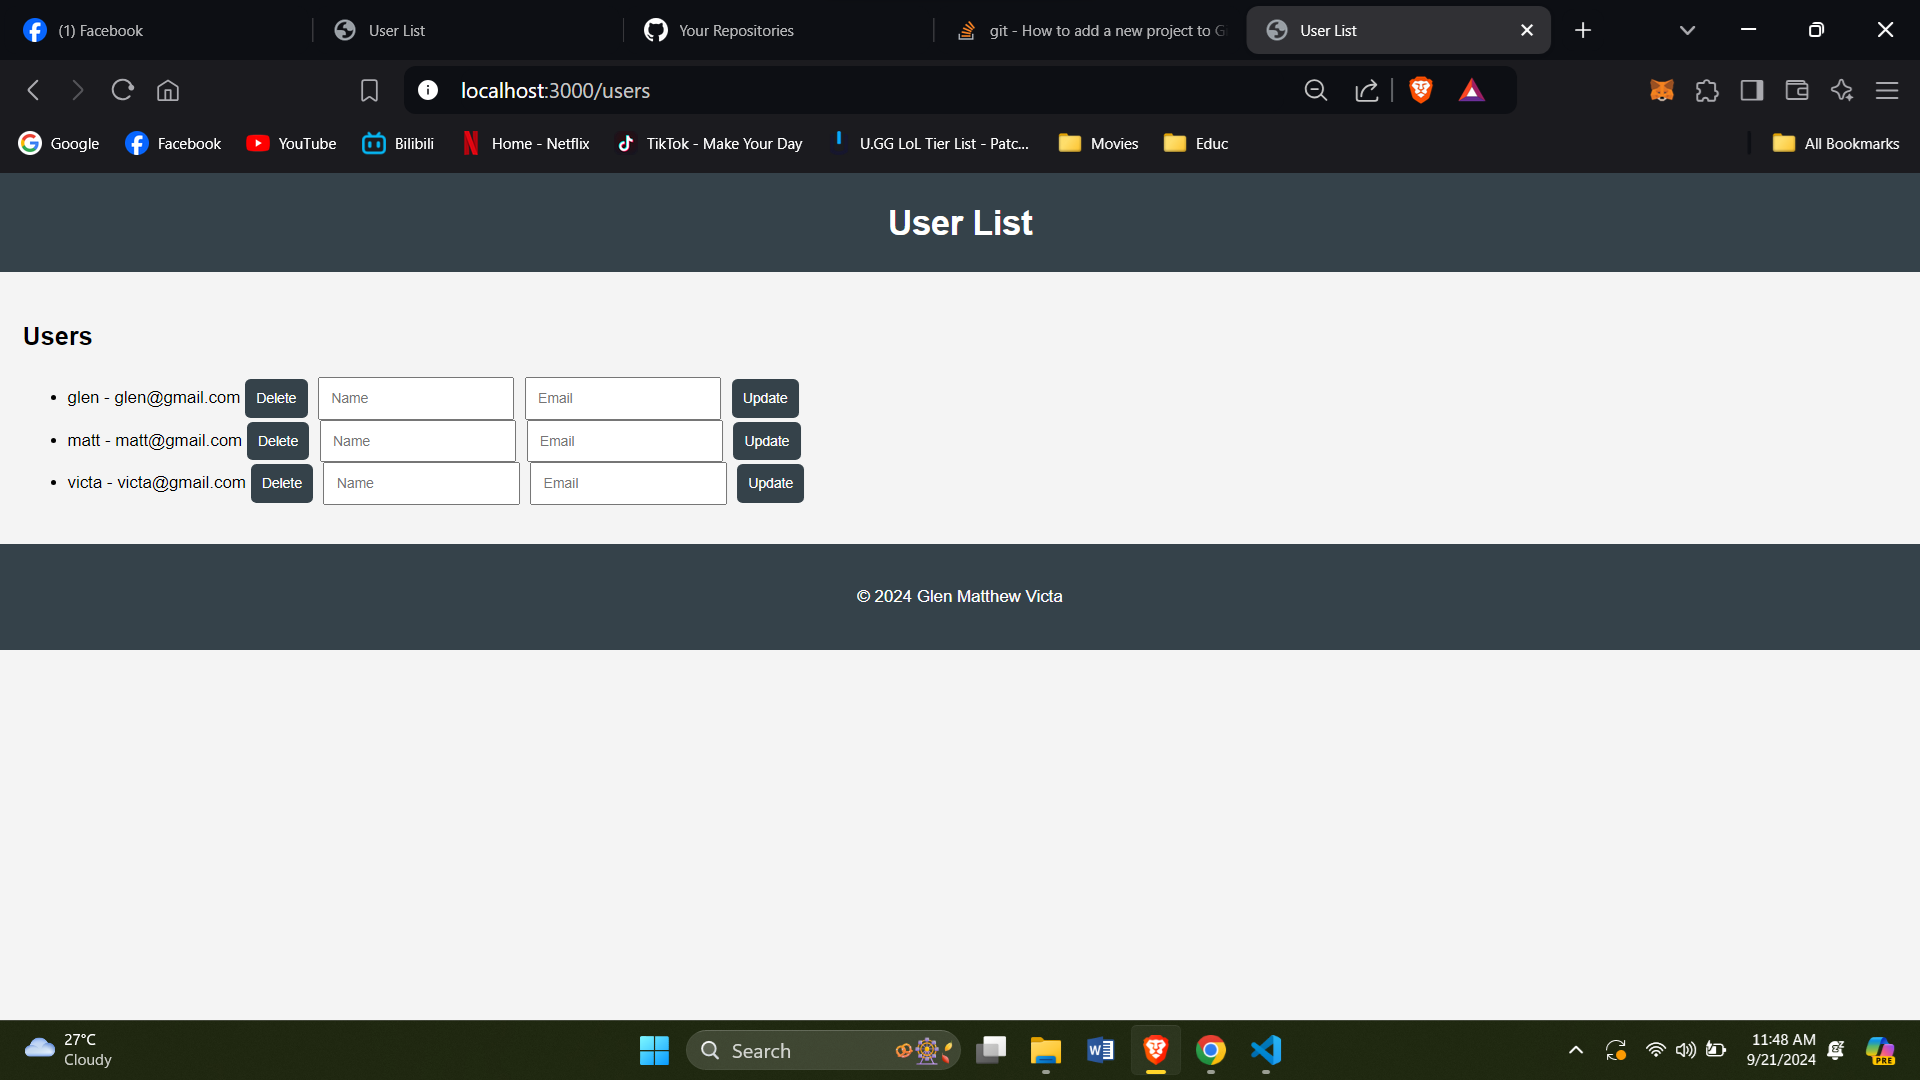 (1) Facebook
User List
Your Repositories
git - How to add a new project to G
User List
localhost:3000/users
Google
Facebook
YouTube
Bilibili
Home - Netflix
TikTok - Make Your Day
U.GG LoL Tier List - Patc...
Movies
Educ
All Bookmarks
User List
Users
• glen - glen@gmail.com Delete Name Email Update
• matt - matt@gmail.com Delete Name Email Update
• victa - victa@gmail.com Delete Name Email Update
© 2024 Glen Matthew Victa
27°C
Cloudy
Search
11:48 AM
9/21/2024
PRE